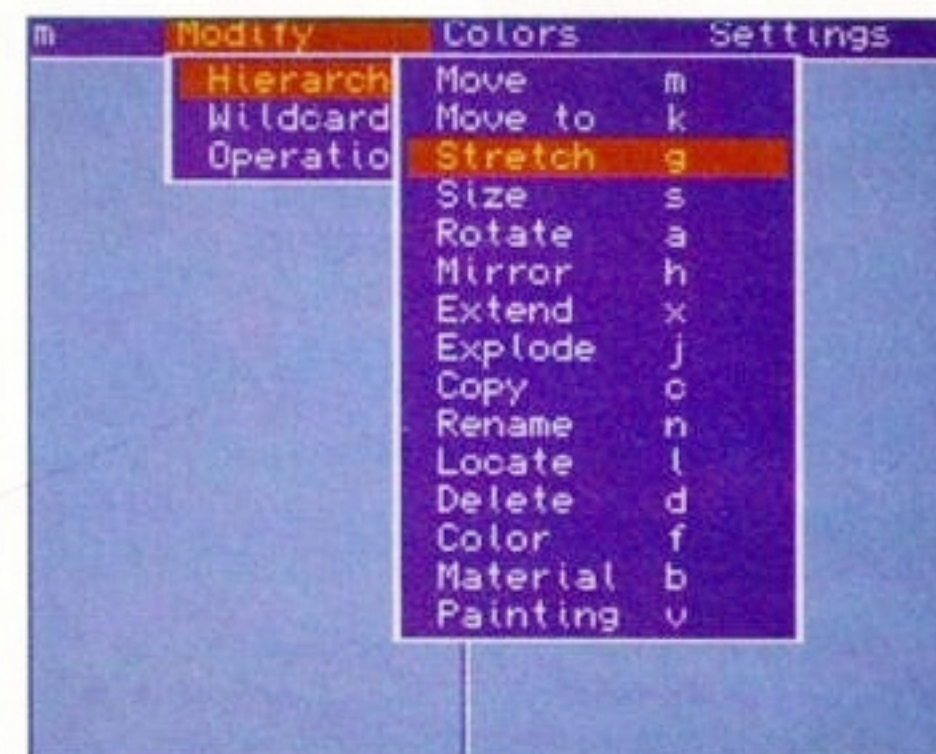 m Modify Colors Settings
Hierarch
Wildcard
Operatio
Move m
Move to k
Stretch g
Size s
Rotate a
Mirror h
Extend x
Explode j
Copy c
Rename n
Locate l
Delete d
Color f
Material b
Painting v